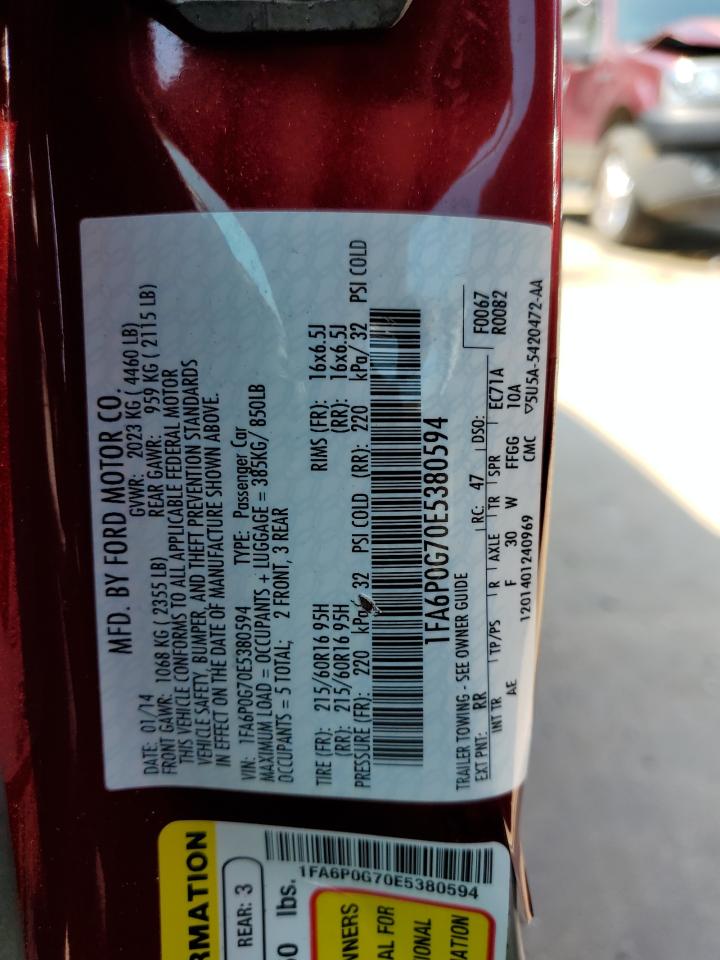 MFD. BY FORD MOTOR CO.
DATE: 01/14 GVWR: 2023 KG ( 4460 LB)
FRONT GAWR: 1068 KG ( 2355 LB) REAR GAWR: 959 KG ( 2115 LB)
THIS VEHICLE CONFORMS TO ALL APPLICABLE FEDERAL MOTOR
VEHICLE SAFETY, BUMPER, AND THEFT PREVENTION STANDARDS
IN EFFECT ON THE DATE OF MANUFACTURE SHOWN ABOVE.
VIN: 1FA6P0G70E5380594 TYPE: Passenger Car
MAXIMUM LOAD = OCCUPANTS + LUGGAGE = 385KG/ 850LB
OCCUPANTS = 5 TOTAL; 2 FRONT, 3 REAR
TIRE (FR): 215/60R16 95H RIMS (FR): 16x6.5J
(RR): 215/60R16 95H (RR): 16x6.5J
PRESSURE (FR): 220 kPa/ 32 PSI COLD (RR): 220 kPa/ 32 PSI COLD
1FA6P0G70E5380594
TRAILER TOWING - SEE OWNER GUIDE
F0067
EXT PNT: RR RC: 47 DSO: R0082
INT TR TP/PS R AXLE TR SPR EC71A
AE F 30 W FFGG 10A
1201401240969 CMC ▽5U5A-5420472-AA
RMATION
REAR: 3
lbs.
1FA6P0G70E5380594
NNERS
AL FOR
IONAL
ATION